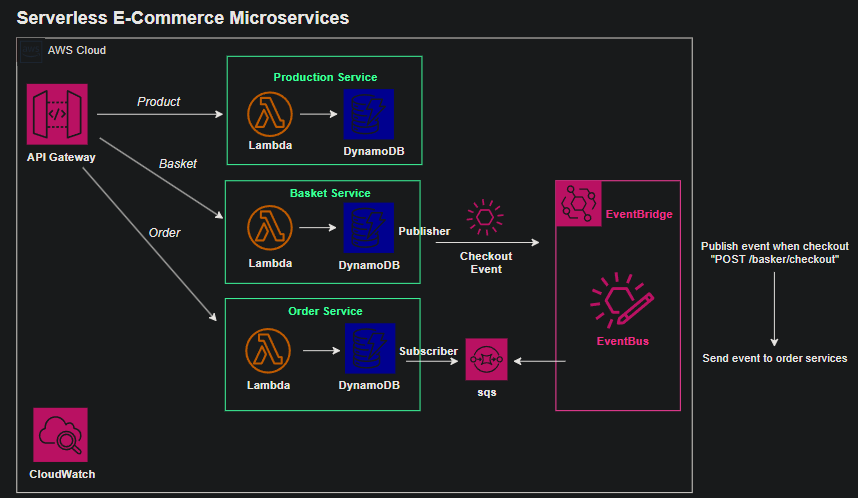 Serverless E-Commerce Microservices
AWS Cloud
Production Service
Product
Lambda
DynamoDB
API Gateway
Basket
Basket Service
Lambda
DynamoDB
Publisher
Checkout
Event
EventBridge
EventBus
Publish event when checkout
"POST /basker/checkout"
Send event to order services
Order
Order Service
Lambda
DynamoDB
Subscriber
sqs
CloudWatch